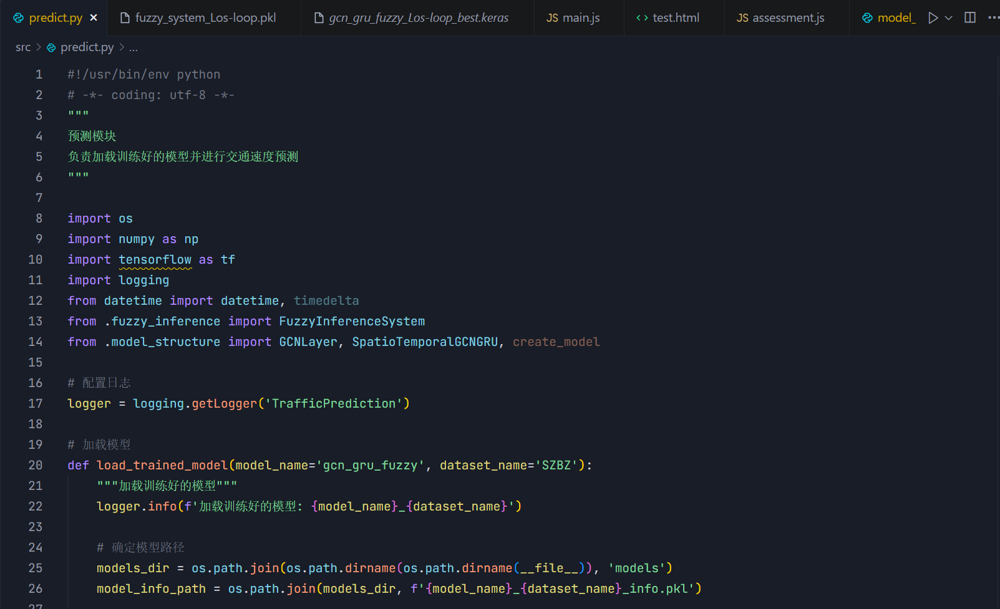 predict.py
fuzzy_system_Los-loop.pkl
gcn_gru_fuzzy_Los-loop_best.keras
JS main.js
<> test.html
JS assessment.js
model_
src > predict.py > ...
1 #!/usr/bin/env python
2 # -*- coding: utf-8 -*-
3 """
4 预测模块
5 负责加载训练好的模型并进行交通速度预测
6 """
7
8 import os
9 import numpy as np
10 import tensorflow as tf
11 import logging
12 from datetime import datetime, timedelta
13 from .fuzzy_inference import FuzzyInferenceSystem
14 from .model_structure import GCNLayer, SpatioTemporalGCNGRU, create_model
15
16 # 配置日志
17 logger = logging.getLogger('TrafficPrediction')
18
19 # 加载模型
20 def load_trained_model(model_name='gcn_gru_fuzzy', dataset_name='SZBZ'):
21     """加载训练好的模型"""
22     logger.info(f'加载训练好的模型: {model_name}_{dataset_name}')
23
24     # 确定模型路径
25     models_dir = os.path.join(os.path.dirname(os.path.dirname(__file__)), 'models')
26     model_info_path = os.path.join(models_dir, f'{model_name}_{dataset_name}_info.pkl')
27